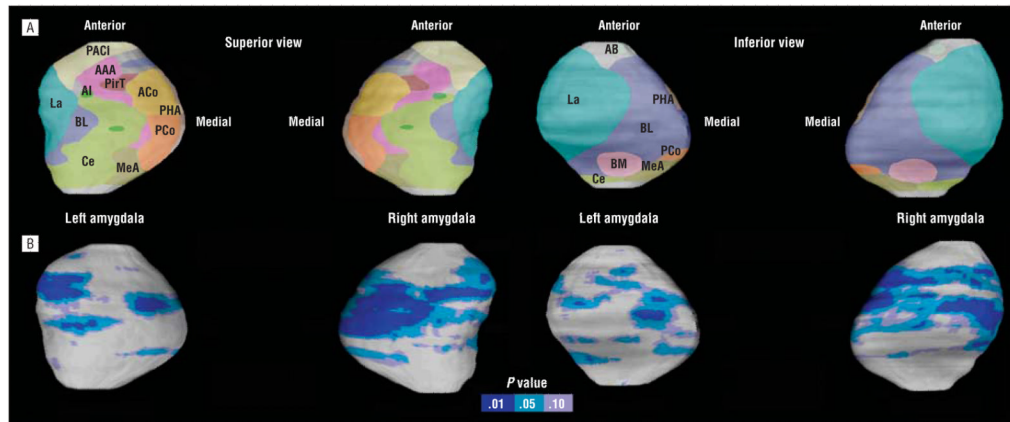 A
Anterior
Superior view
Anterior
Anterior
Inferior view
Anterior
PACl
AAA
PirT
AI
ACo
La
PHA
BL
PCo
Ce
MeA
Medial
Medial
AB
La
PHA
BL
PCo
BM
MeA
Ce
Medial
Medial
Left amygdala
Right amygdala
Left amygdala
Right amygdala
B
P value
.01 .05 .10